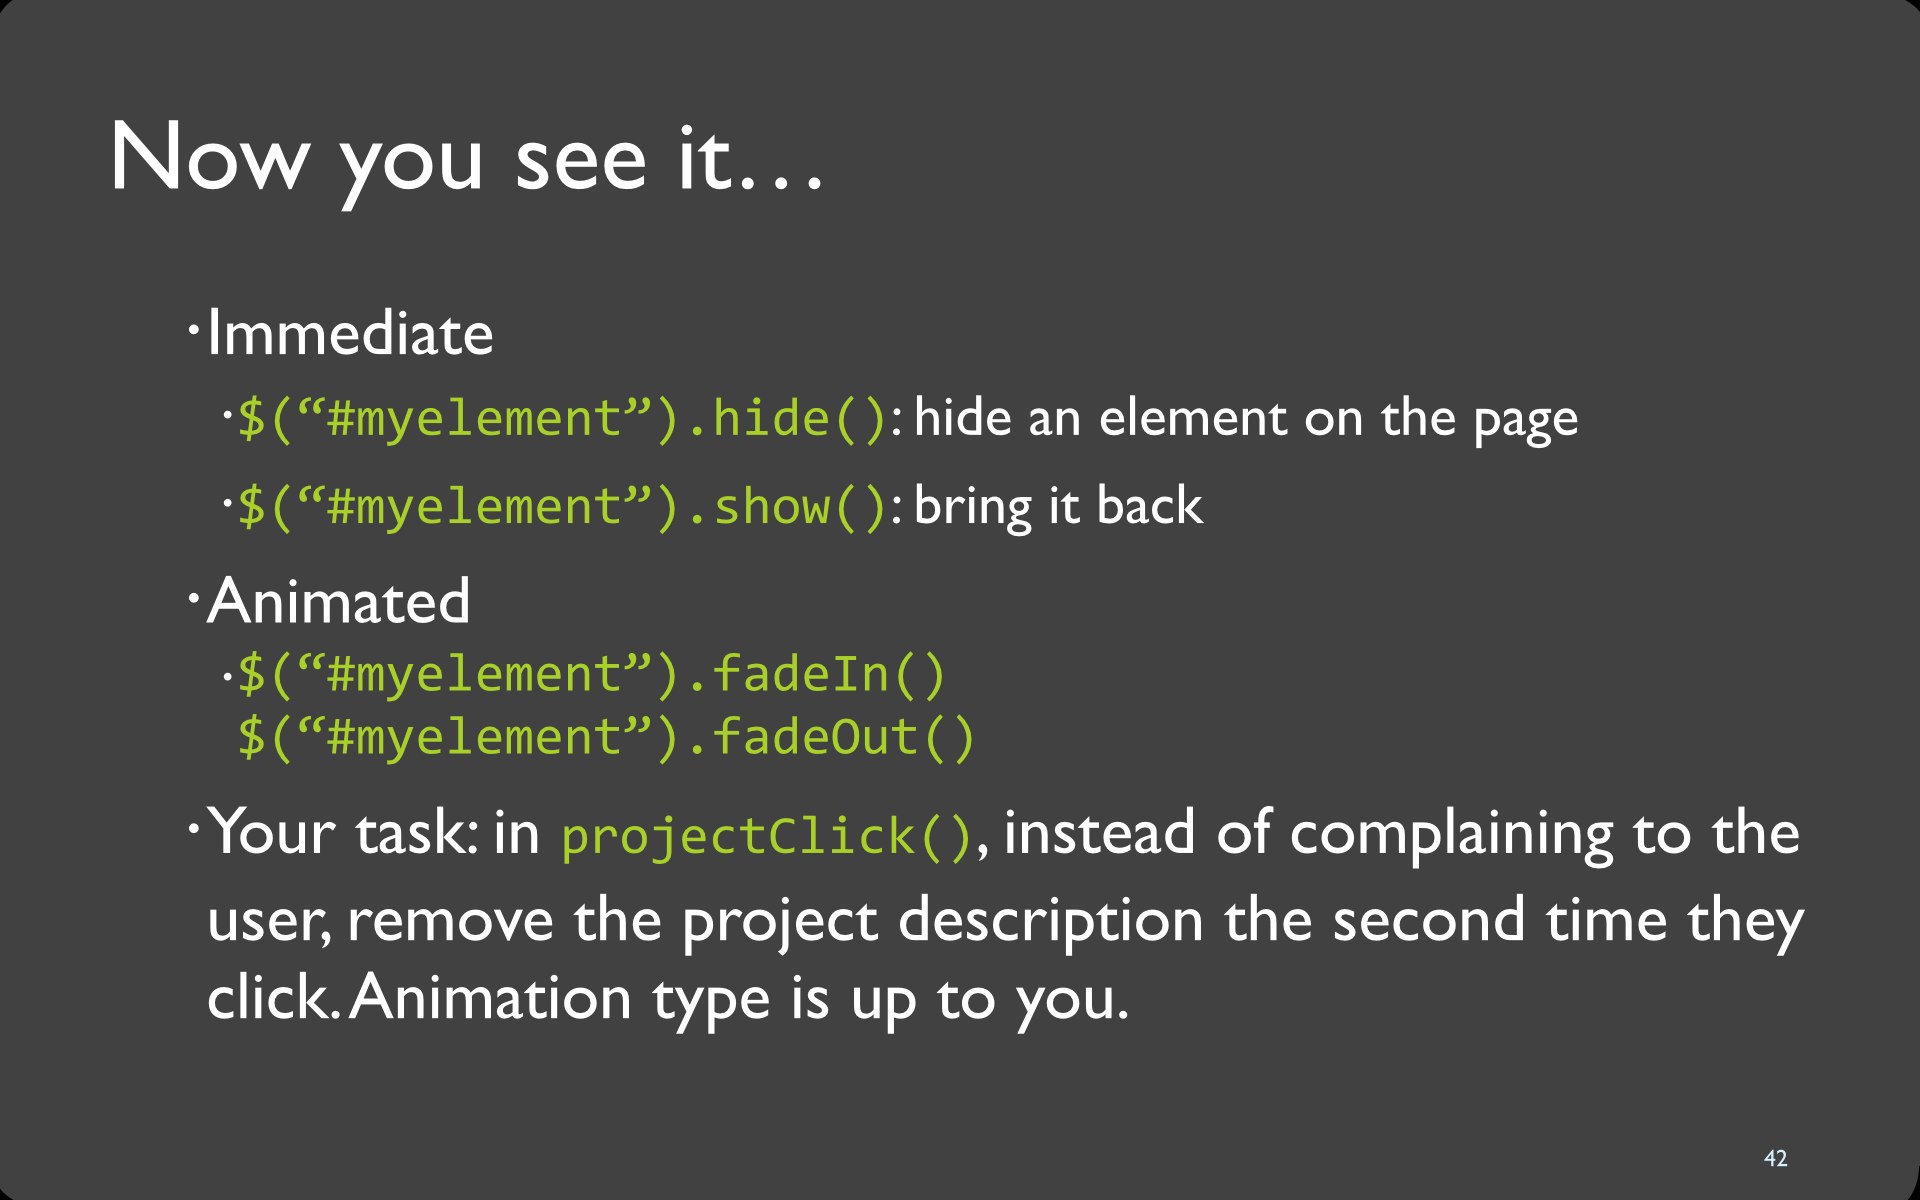 Now you see it…
•Immediate
•$(“#myelement”).hide(): hide an element on the page
•$(“#myelement”).show(): bring it back
•Animated
•$(“#myelement”).fadeIn()
$(“#myelement”).fadeOut()
•Your task: in projectClick(), instead of complaining to the
user, remove the project description the second time they
click. Animation type is up to you.
42